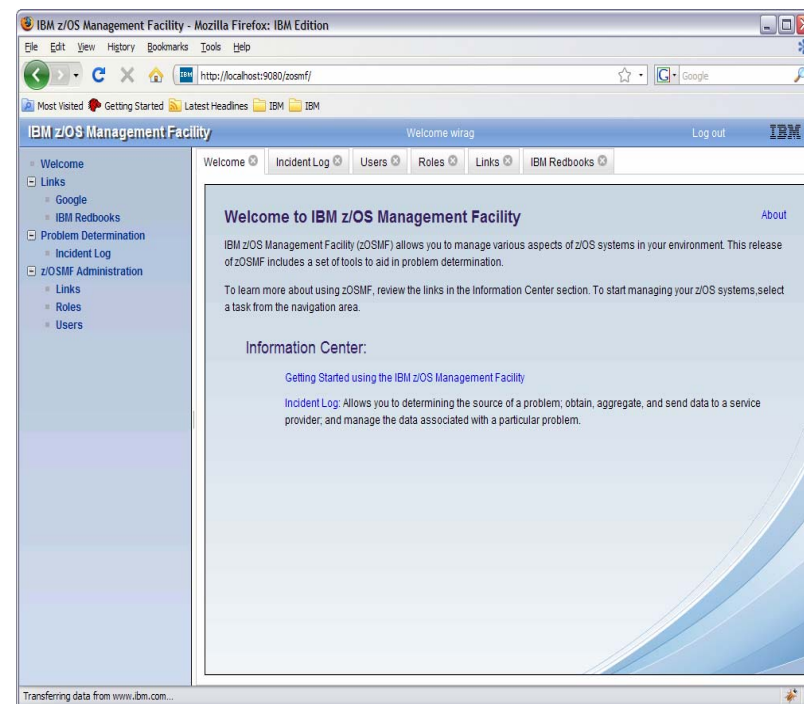 IBM z/OS Management Facility - Mozilla Firefox: IBM Edition
File Edit View History Bookmarks Tools Help
IBM http://localhost:9080/zosmf/ G Google
Most Visited Getting Started Latest Headlines IBM IBM
IBM z/OS Management Facility Welcome wirag Log out IBM
Welcome
Links
Google
IBM Redbooks
Problem Determination
Incident Log
z/OSMF Administration
Links
Roles
Users
Welcome Incident Log Users Roles Links IBM Redbooks
Welcome to IBM z/OS Management Facility About
IBM z/OS Management Facility (zOSMF) allows you to manage various aspects of z/OS systems in your environment. This release
of zOSMF includes a set of tools to aid in problem determination.
To learn more about using zOSMF, review the links in the Information Center section. To start managing your z/OS systems,select
a task from the navigation area.
Information Center:
Getting Started using the IBM z/OS Management Facility
Incident Log: Allows you to determining the source of a problem; obtain, aggregate, and send data to a service
provider; and manage the data associated with a particular problem.
Transferring data from www.ibm.com...